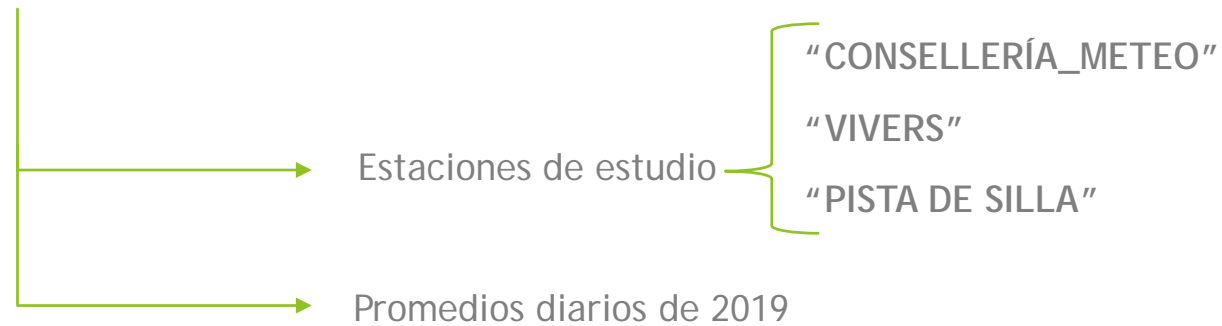 “CONSELLERÍA_METEO”
“VIVERS”
Estaciones de estudio
“PISTA DE SILLA”
Promedios diarios de 2019